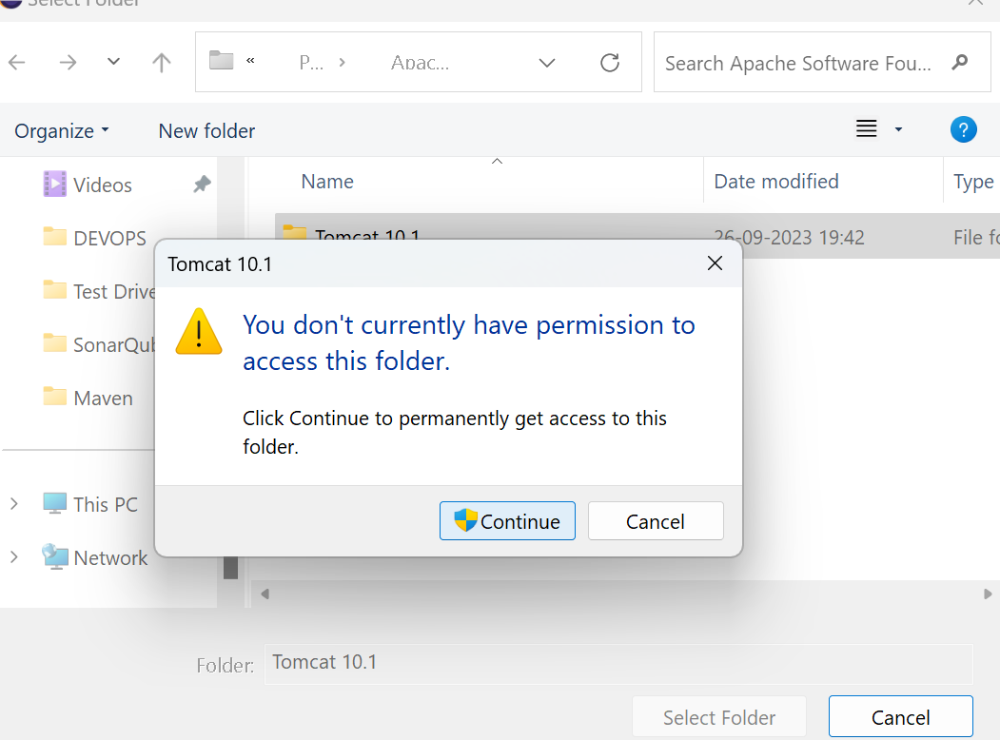 Select Folder
« P... › Apac...
Search Apache Software Fou...
Organize
New folder
?
Name
Date modified
Type
Videos
DEVOPS
Test Drive
SonarQub
Maven
This PC
Network
Tomcat 10.1
26-09-2023 19:42
File fo
Tomcat 10.1
You don't currently have permission to
access this folder.
Click Continue to permanently get access to this
folder.
Continue
Cancel
Folder:
Tomcat 10.1
Select Folder
Cancel